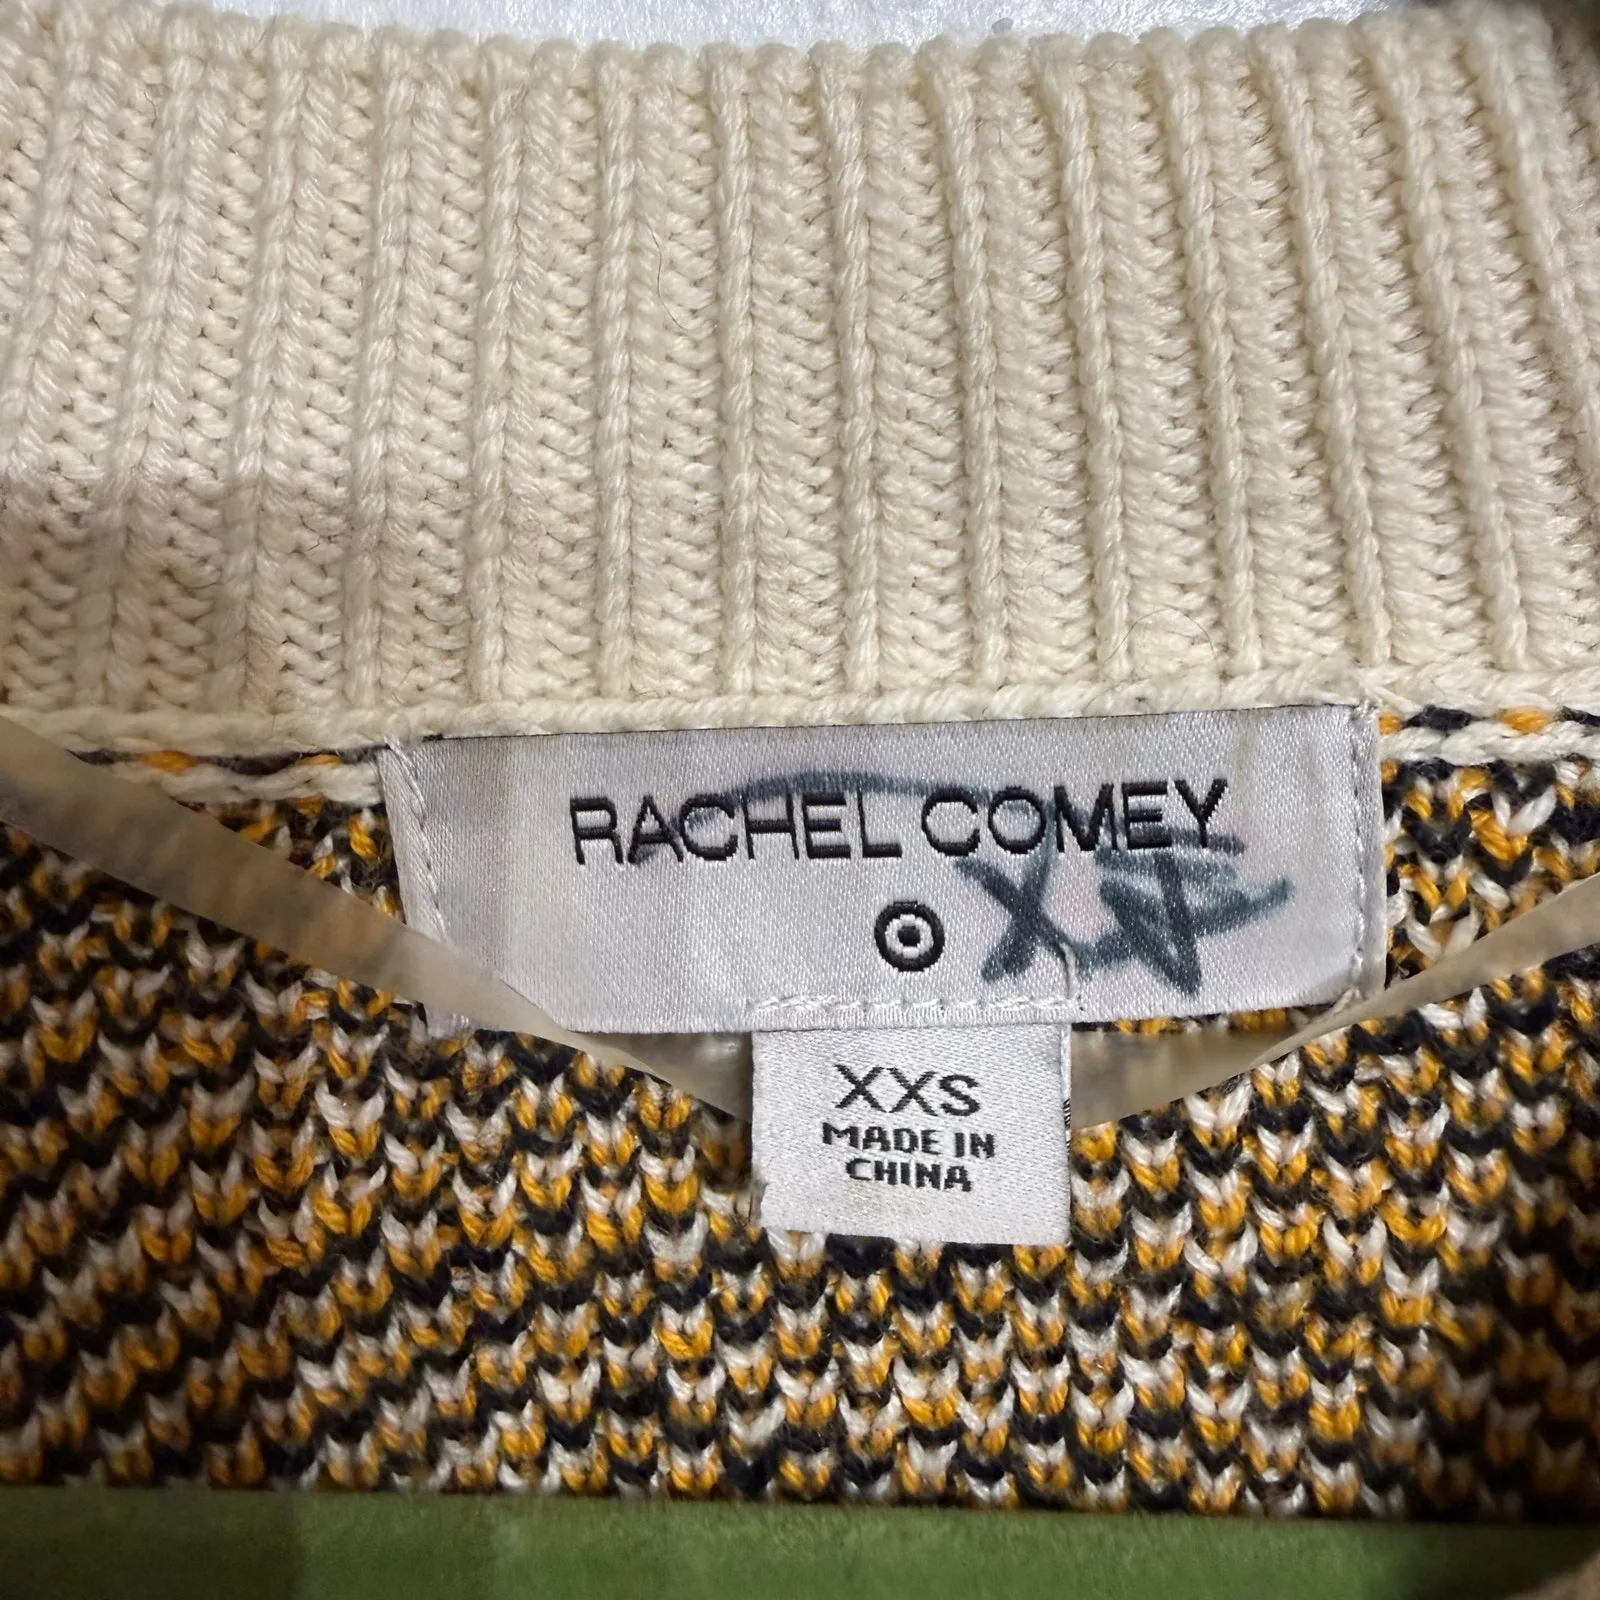 RACHEL COMEY
XXS
MADE IN
CHINA